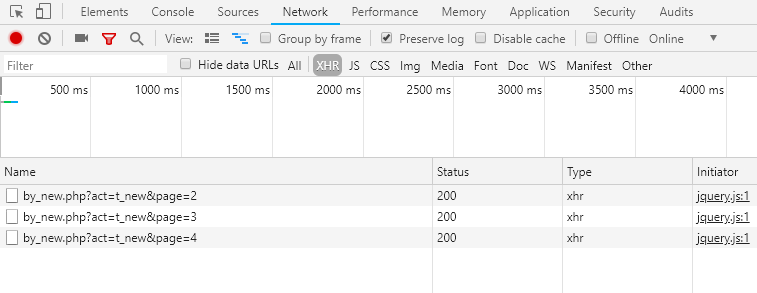 Elements Console Sources Network Performance Memory Application Security Audits
View: Group by frame Preserve log Disable cache Offline Online
Filter Hide data URLs All XHR JS CSS Img Media Font Doc WS Manifest Other
500 ms 1000 ms 1500 ms 2000 ms 2500 ms 3000 ms 3500 ms 4000 ms
Name Status Type Initiator
by_new.php?act=t_new&page=2 200 xhr jquery.js:1
by_new.php?act=t_new&page=3 200 xhr jquery.js:1
by_new.php?act=t_new&page=4 200 xhr jquery.js:1